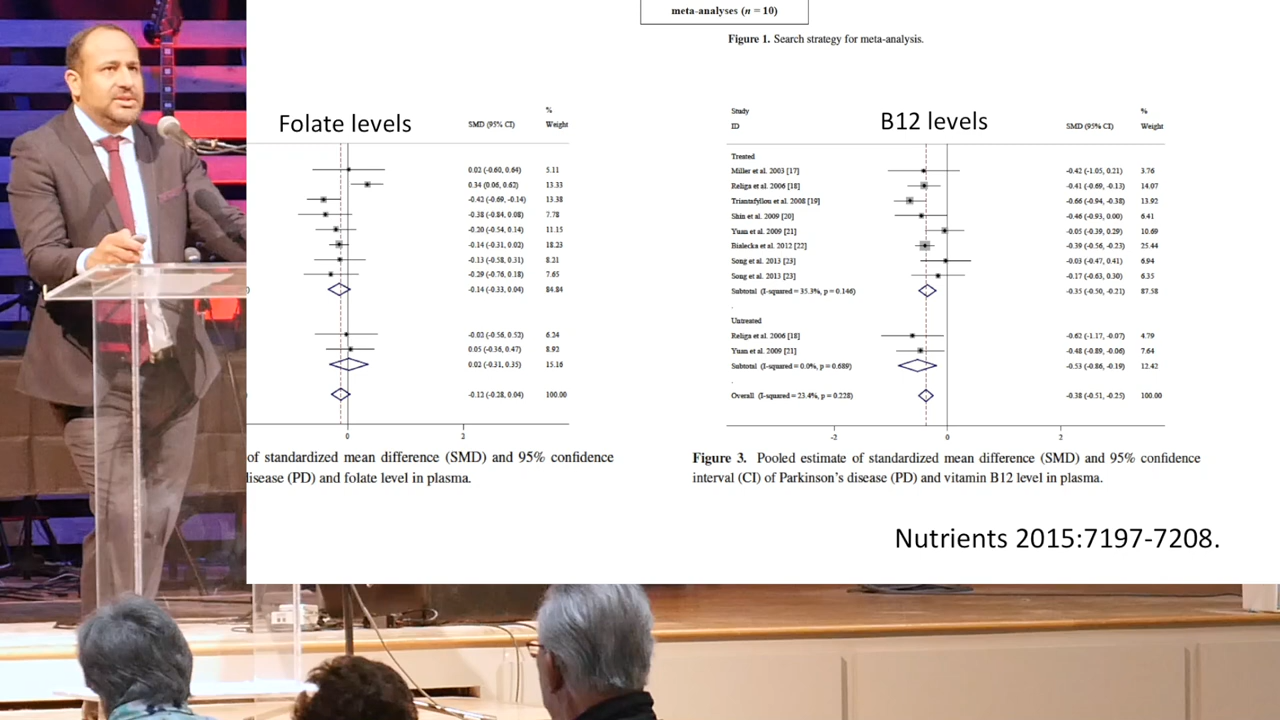 meta-analyses (n = 10)
Figure 1. Search strategy for meta-analysis.
Folate levels
%
SMD (95% CI) Weight
0.02 (-0.60, 0.64) 5.11
0.34 (0.06, 0.62) 13.33
-0.42 (-0.69, -0.14) 13.38
-0.38 (-0.84, 0.08) 7.78
-0.20 (-0.54, 0.14) 11.15
-0.14 (-0.31, 0.02) 18.23
-0.13 (-0.58, 0.31) 8.21
-0.29 (-0.76, 0.18) 7.65
) -0.14 (-0.33, 0.04) 84.84
-0.02 (-0.56, 0.52) 6.24
0.05 (-0.36, 0.47) 8.92
0.02 (-0.31, 0.35) 15.16
) -0.12 (-0.28, 0.04) 100.00
0 2
of standardized mean difference (SMD) and 95% confidence
isease (PD) and folate level in plasma.
B12 levels
Study %
ID SMD (95% CI) Weight
Treated
Miller et al. 2003 [17] -0.42 (-1.05, 0.21) 3.76
Religa et al. 2006 [18] -0.41 (-0.69, -0.13) 14.07
Triantafyllou et al. 2008 [19] -0.66 (-0.94, -0.38) 13.92
Shin et al. 2009 [20] -0.46 (-0.93, 0.00) 6.41
Yuan et al. 2009 [21] -0.05 (-0.39, 0.29) 10.69
Bialecka et al. 2012 [22] -0.39 (-0.56, -0.23) 25.44
Song et al. 2013 [23] -0.03 (-0.47, 0.41) 6.94
Song et al. 2013 [23] -0.17 (-0.63, 0.30) 6.35
Subtotal (I-squared = 35.3%, p = 0.146) -0.35 (-0.50, -0.21) 87.58
.
Untreated
Religa et al. 2006 [18] -0.62 (-1.17, -0.07) 4.79
Yuan et al. 2009 [21] -0.48 (-0.89, -0.06) 7.64
Subtotal (I-squared = 0.0%, p = 0.689) -0.53 (-0.86, -0.19) 12.42
.
Overall (I-squared = 23.4%, p = 0.228) -0.38 (-0.51, -0.25) 100.00
-2 0 2
Figure 3. Pooled estimate of standardized mean difference (SMD) and 95% confidence
interval (CI) of Parkinson's disease (PD) and vitamin B12 level in plasma.
Nutrients 2015:7197-7208.